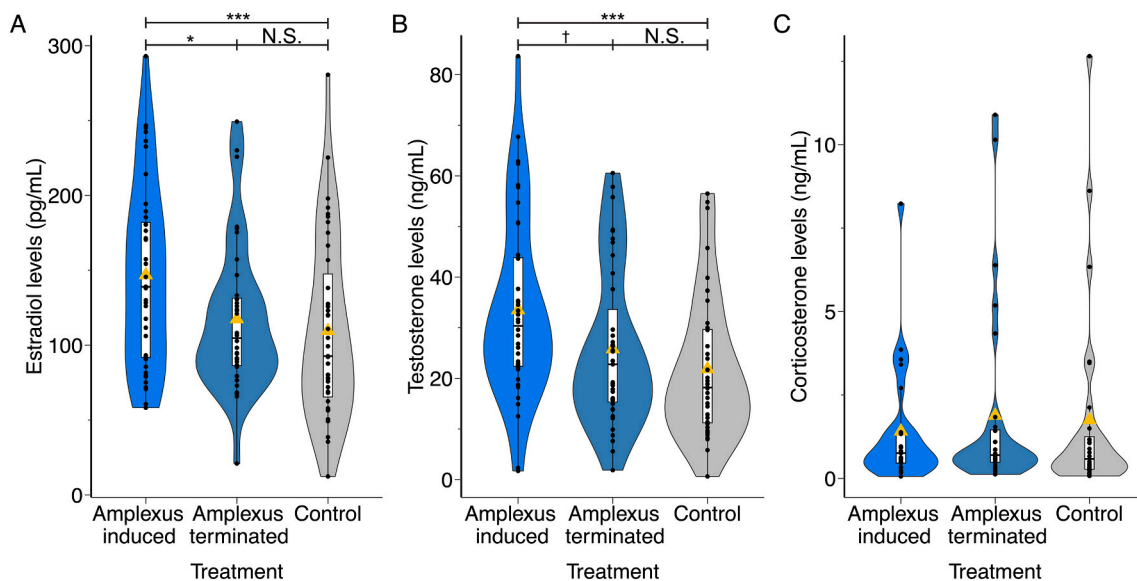 A
***
*
N.S.
Estradiol levels (pg/mL)
300
200
100
0
Amplexus induced
Amplexus terminated
Control
Treatment
B
***
†
N.S.
Testosterone levels (ng/mL)
80
60
40
20
0
Amplexus induced
Amplexus terminated
Control
Treatment
C
Corticosterone levels (ng/mL)
10
5
0
Amplexus induced
Amplexus terminated
Control
Treatment